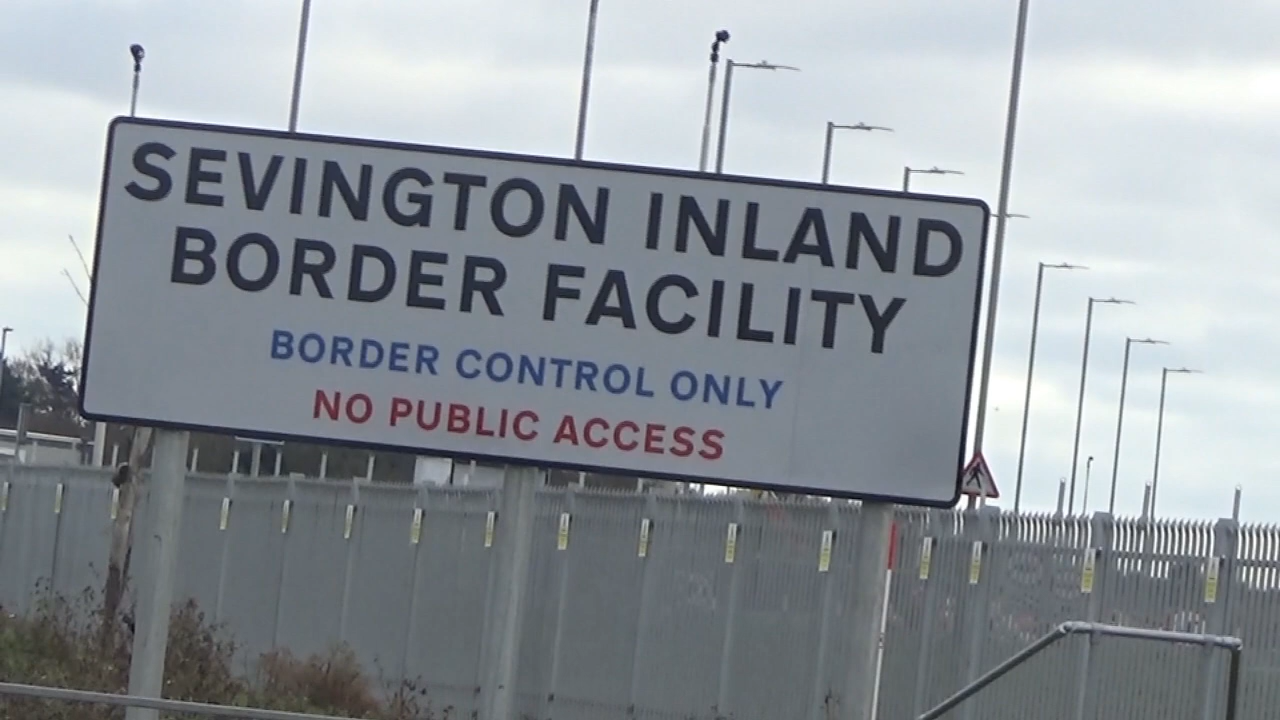 SEVINGTON INLAND
BORDER FACILITY
BORDER CONTROL ONLY
NO PUBLIC ACCESS